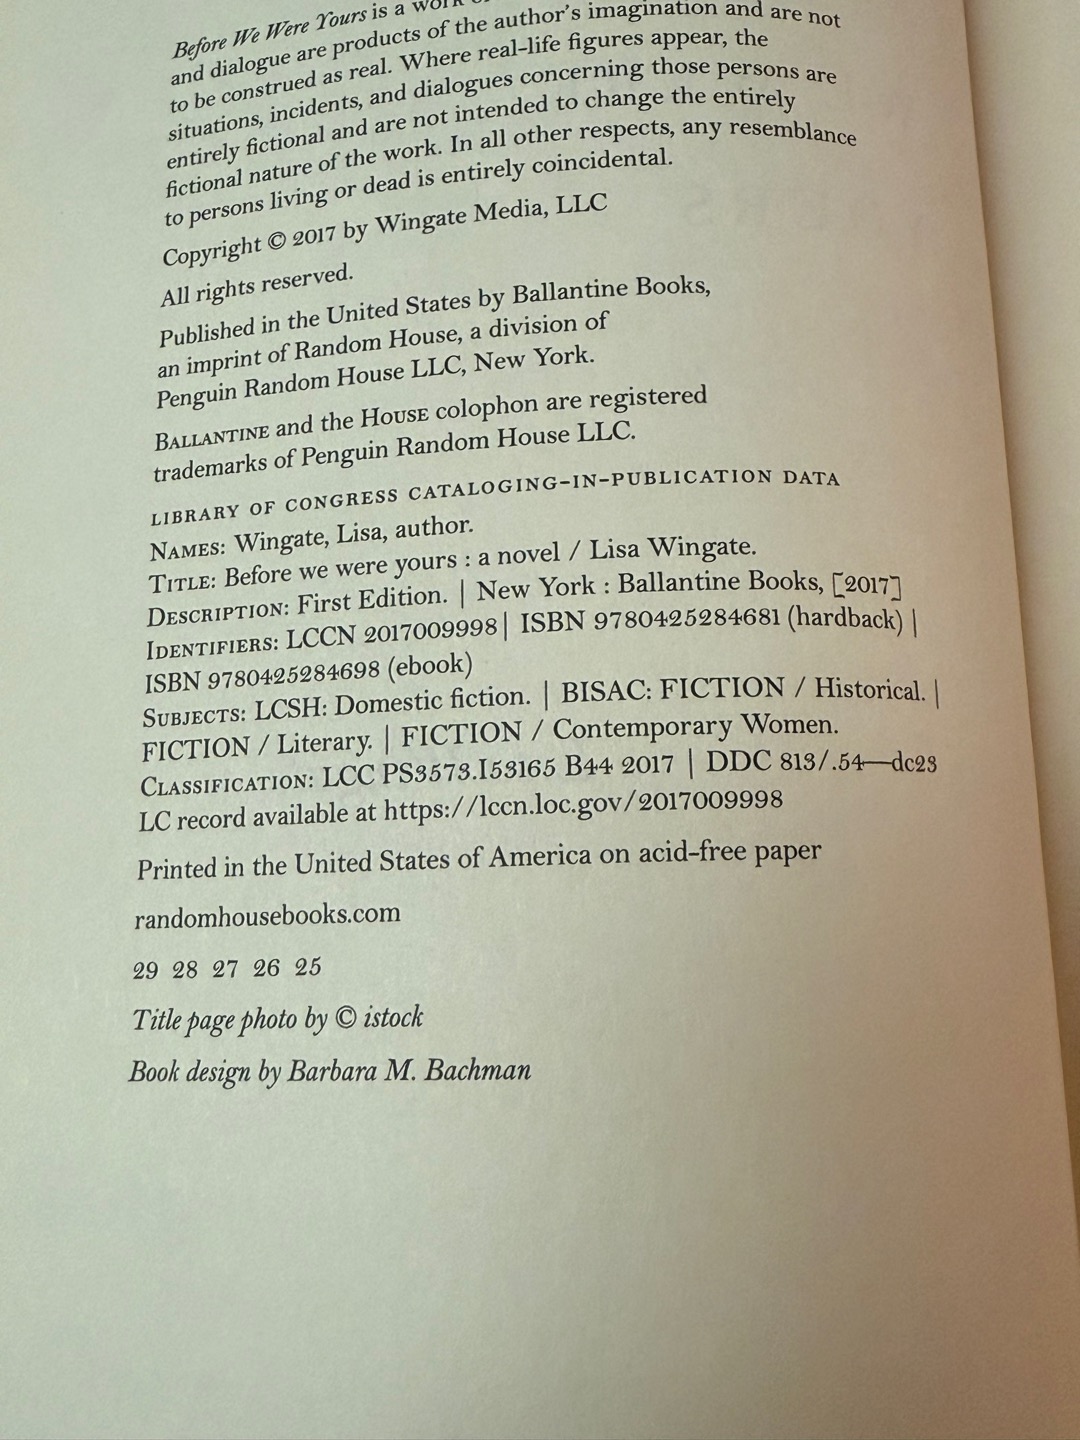 Before We Were Yours is a work
and dialogue are products of the author's imagination and are not
to be construed as real. Where real-life figures appear, the
situations, incidents, and dialogues concerning those persons are
entirely fictional and are not intended to change the entirely
fictional nature of the work. In all other respects, any resemblance
to persons living or dead is entirely coincidental.
Copyright © 2017 by Wingate Media, LLC
All rights reserved.
Published in the United States by Ballantine Books,
an imprint of Random House, a division of
Penguin Random House LLC, New York.
BALLANTINE and the HOUSE colophon are registered
trademarks of Penguin Random House LLC.
LIBRARY OF CONGRESS CATALOGING-IN-PUBLICATION DATA
NAMES: Wingate, Lisa, author.
TITLE: Before we were yours : a novel / Lisa Wingate.
DESCRIPTION: First Edition. | New York : Ballantine Books, [2017]
IDENTIFIERS: LCCN 2017009998| ISBN 9780425284681 (hardback) |
ISBN 9780425284698 (ebook)
SUBJECTS: LCSH: Domestic fiction. | BISAC: FICTION / Historical. |
FICTION / Literary. | FICTION / Contemporary Women.
CLASSIFICATION: LCC PS3573.I53165 B44 2017 | DDC 813/.54—dc23
LC record available at https://lccn.loc.gov/2017009998
Printed in the United States of America on acid-free paper
randomhousebooks.com
29 28 27 26 25
Title page photo by © istock
Book design by Barbara M. Bachman